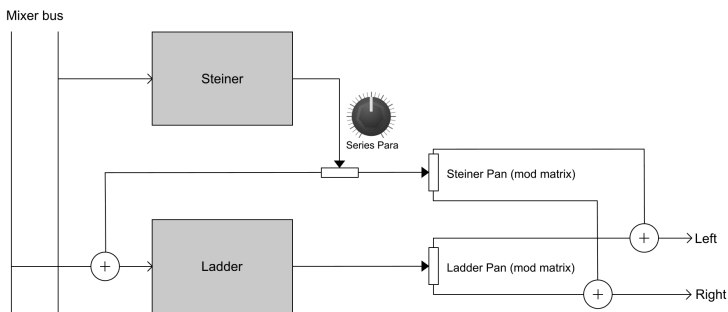 Mixer bus
Steiner
Series Para
Steiner Pan (mod matrix)
+
Left
+
Ladder
Ladder Pan (mod matrix)
+
Right